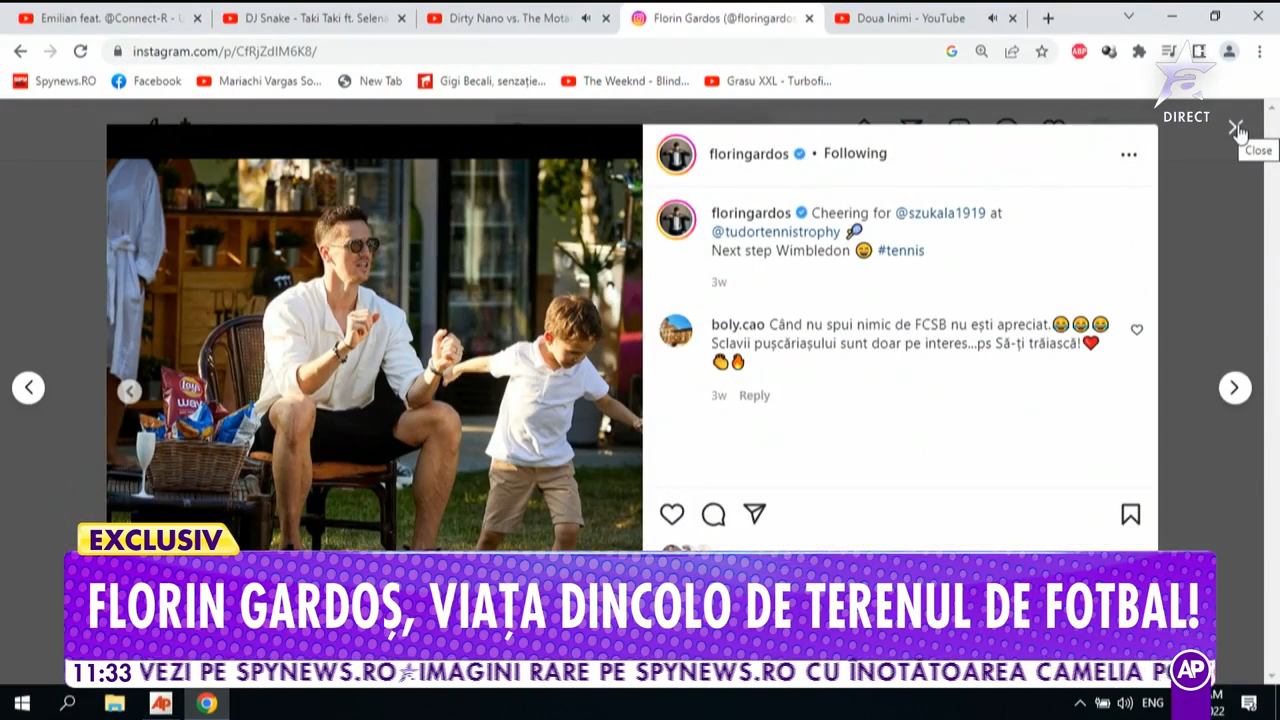 Emilian feat. @Connect-R - U
DJ Snake - Taki Taki ft. Selena
Dirty Nano vs. The Mota
Florin Gardos (@floringardos
Doua Inimi - YouTube
instagram.com/p/CfRjZdIM6K8/
ABP
Spynews.RO
Facebook
Mariachi Vargas So...
New Tab
Gigi Becali, senzație...
The Weeknd - Blind...
Grasu XXL - Turbofi...
DIRECT
Close
floringardos • Following
floringardos Cheering for @szukala1919 at
@tudortennistrophy
Next step Wimbledon #tennis
3w
boly.cao Când nu spui nimic de FCSB nu ești apreciat.
Sclavii pușcăriașului sunt doar pe interes...ps Să-ți trăiască!
3w Reply
Lay's
EXCLUSIV
FLORIN GARDOȘ, VIAȚA DINCOLO DE TERENUL DE FOTBAL!
11:33 VEZI PE SPYNEWS.RO IMAGINI RARE PE SPYNEWS.RO CU ÎNOTĂTOAREA CAMELIA P
AP
ENG